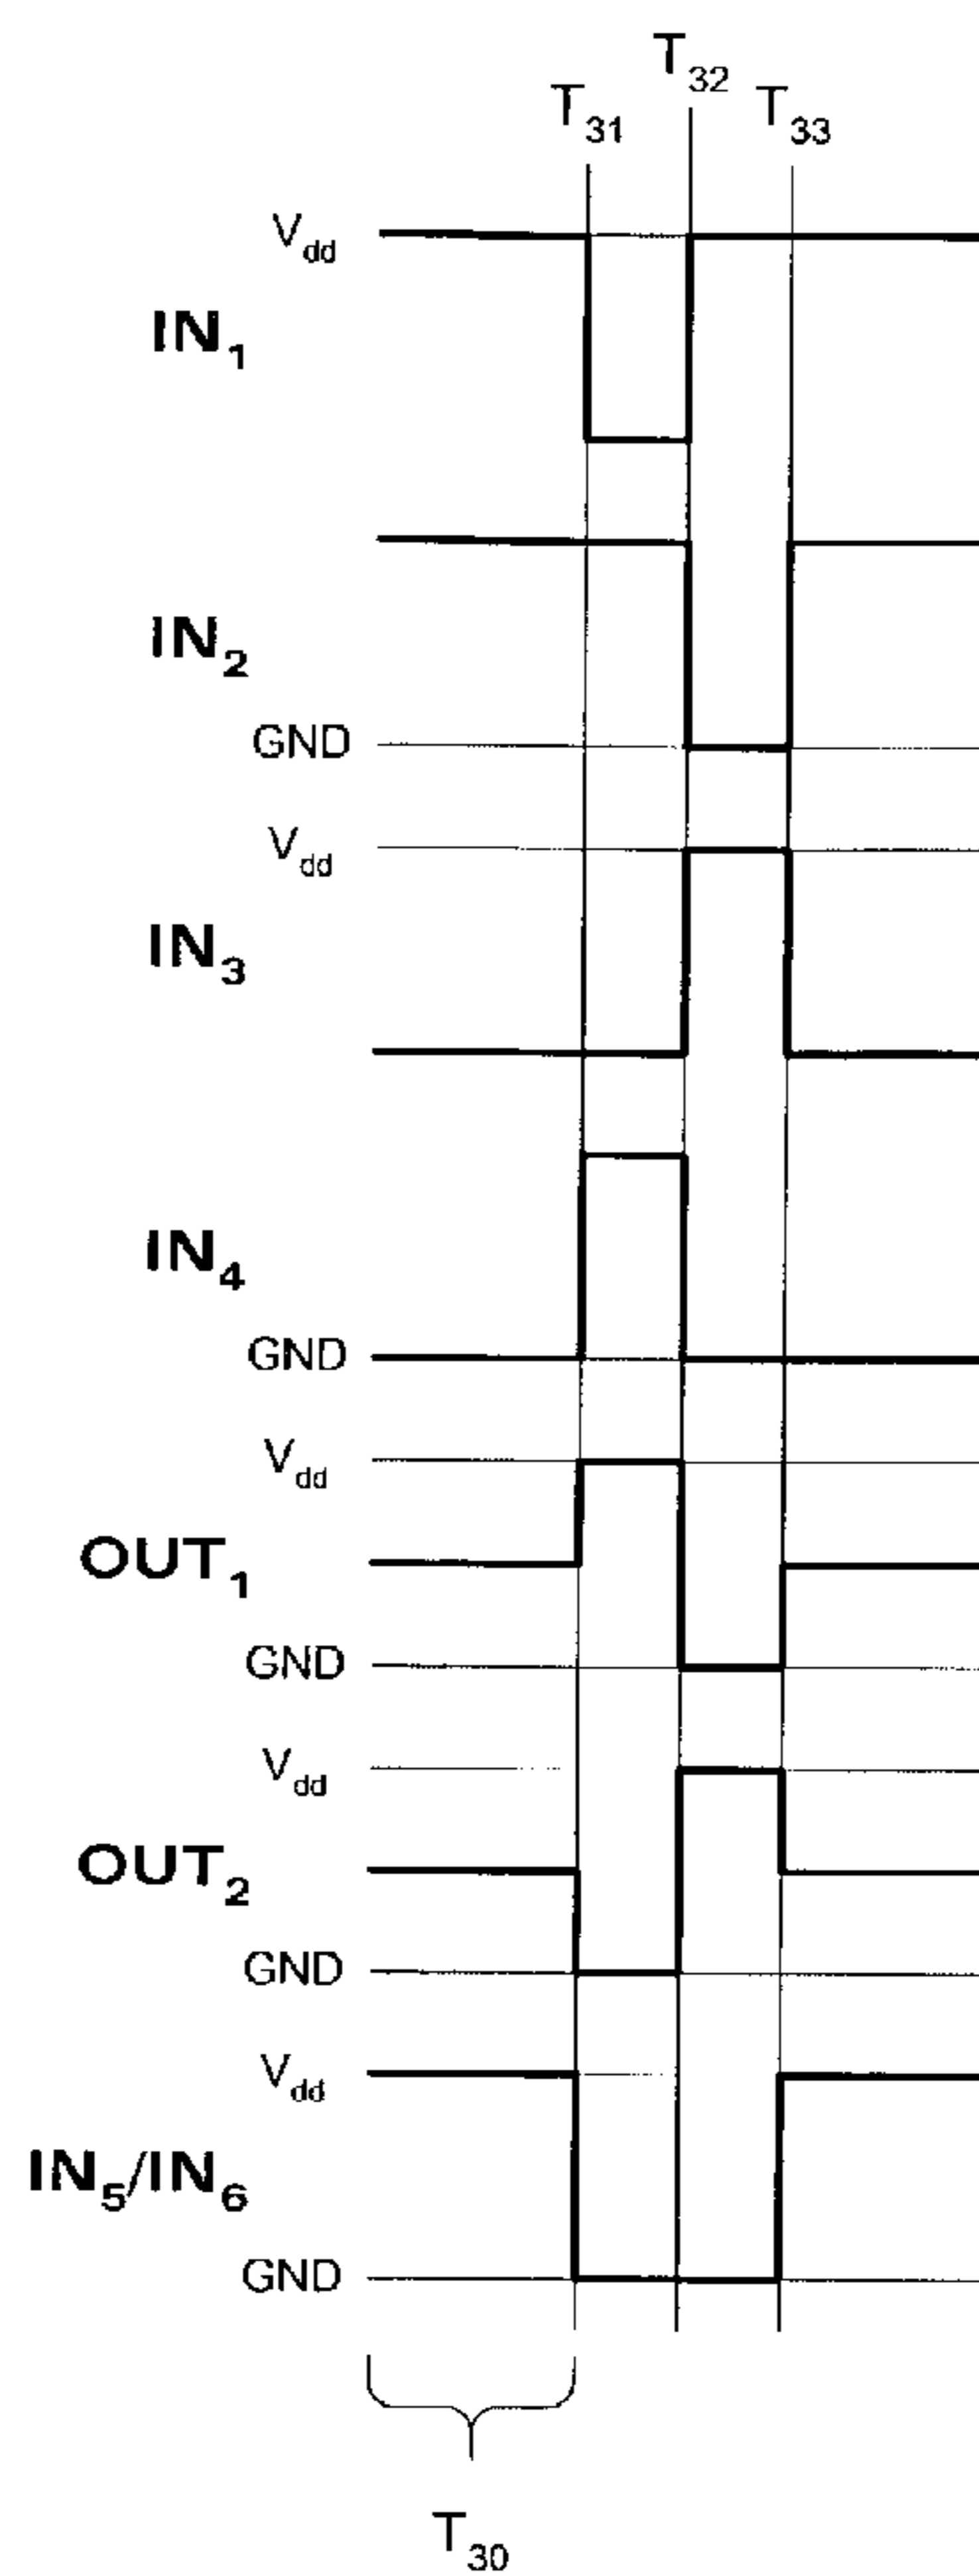 T32
T31
T33
Vdd
IN1
IN2
GND
Vdd
IN3
IN4
GND
Vdd
OUT1
GND
Vdd
OUT2
GND
Vdd
IN5/IN6
GND
T30